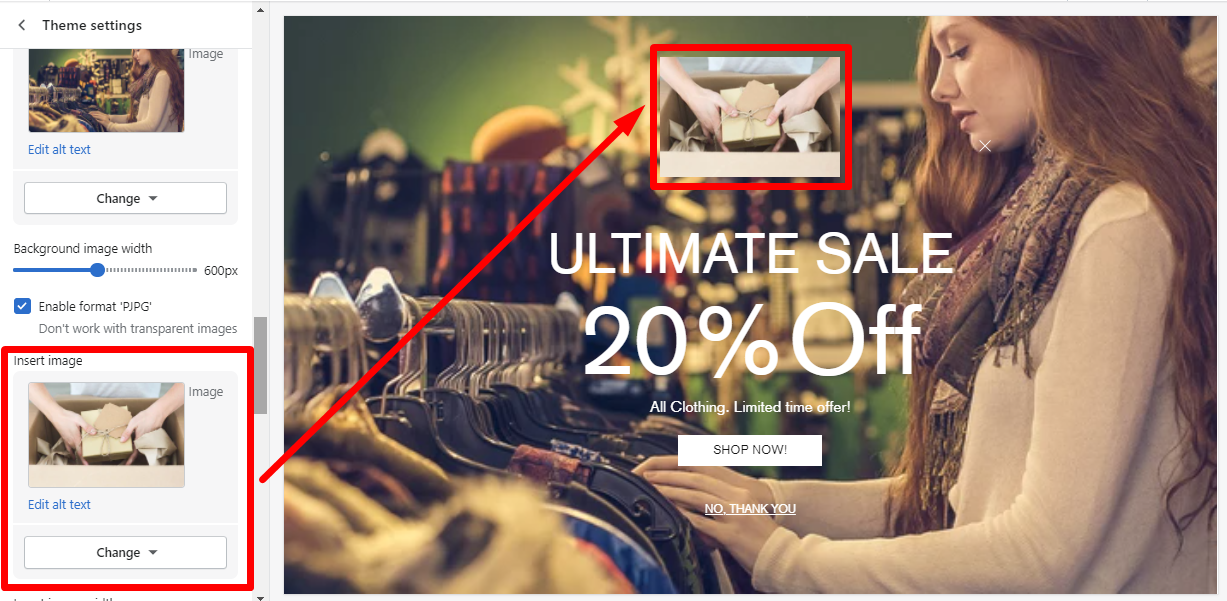 Theme settings
Image
Edit alt text
Change
Background image width
600px
Enable format 'PJPG'
Don't work with transparent images
Insert image
Image
Edit alt text
Change
ULTIMATE SALE
20% Off
All Clothing. Limited time offer!
SHOP NOW!
NO, THANK YOU